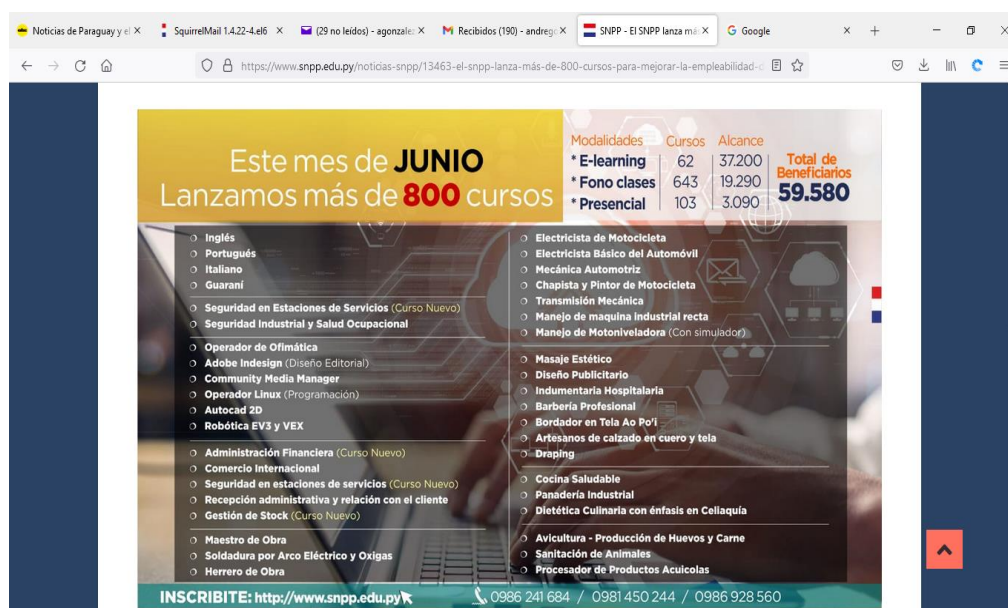 Noticias de Paraguay y el
SquirrelMail 1.4.22-4.el6
(29 no leídos) - agonzale
Recibidos (190) - andrego
SNPP - El SNPP lanza má
Google
https://www.snpp.edu.py/noticias-snpp/13463-el-snpp-lanza-más-de-800-cursos-para-mejorar-la-empleabilidad-d
Este mes de JUNIO
Lanzamos más de 800 cursos
Modalidades Cursos Alcance
* E-learning 62 37.200
* Fono clases 643 19.290
* Presencial 103 3.090
Total de
Beneficiarios
59.580
Inglés
Portugués
Italiano
Guaraní
Seguridad en Estaciones de Servicios (Curso Nuevo)
Seguridad Industrial y Salud Ocupacional
Operador de Ofimática
Adobe Indesign (Diseño Editorial)
Community Media Manager
Operador Linux (Programación)
Autocad 2D
Robótica EV3 y VEX
Administración Financiera (Curso Nuevo)
Comercio Internacional
Seguridad en estaciones de servicios (Curso Nuevo)
Recepción administrativa y relación con el cliente
Gestión de Stock (Curso Nuevo)
Maestro de Obra
Soldadura por Arco Eléctrico y Oxigas
Herrero de Obra
Electricista de Motocicleta
Electricista Básico del Automóvil
Mecánica Automotriz
Chapista y Pintor de Motocicleta
Transmisión Mecánica
Manejo de maquina industrial recta
Manejo de Motoniveladora (Con simulador)
Masaje Estético
Diseño Publicitario
Indumentaria Hospitalaria
Barbería Profesional
Bordador en Tela Ao Po'i
Artesanos de calzado en cuero y tela
Draping
Cocina Saludable
Panadería Industrial
Dietética Culinaria con énfasis en Celiaquía
Avicultura - Producción de Huevos y Carne
Sanitación de Animales
Procesador de Productos Acuicolas
INSCRIBITE: http://www.snpp.edu.py
0986 241 684 / 0981 450 244 / 0986 928 560